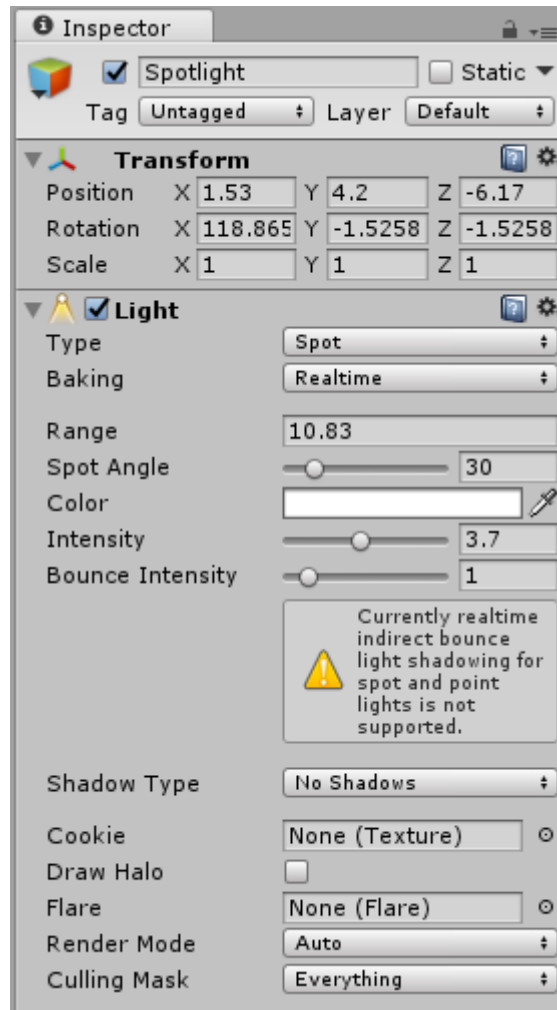 Inspector
Spotlight Static
Tag Untagged Layer Default
Transform
Position X 1.53 Y 4.2 Z -6.17
Rotation X 118.865 Y -1.5258 Z -1.5258
Scale X 1 Y 1 Z 1
Light
Type Spot
Baking Realtime
Range 10.83
Spot Angle 30
Color
Intensity 3.7
Bounce Intensity 1
Currently realtime
indirect bounce
light shadowing for
spot and point
lights is not
supported.
Shadow Type No Shadows
Cookie None (Texture)
Draw Halo
Flare None (Flare)
Render Mode Auto
Culling Mask Everything